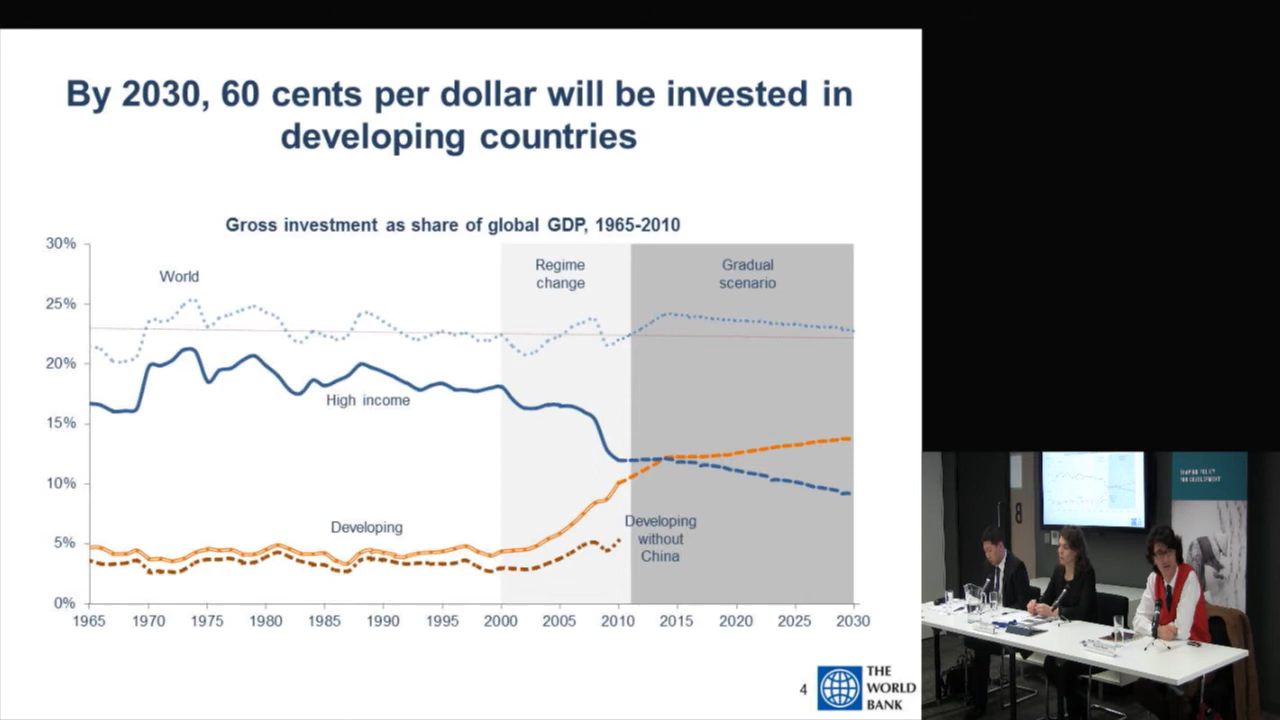 By 2030, 60 cents per dollar will be invested in
developing countries
Gross investment as share of global GDP, 1965-2010
30%
25%
20%
15%
10%
5%
0%
World
High income
Developing
Regime
change
Gradual
scenario
Developing
without
China
1965
1970
1975
1980
1985
1990
1995
2000
2005
2010
2015
2020
2025
2030
4
THE
WORLD
BANK
8